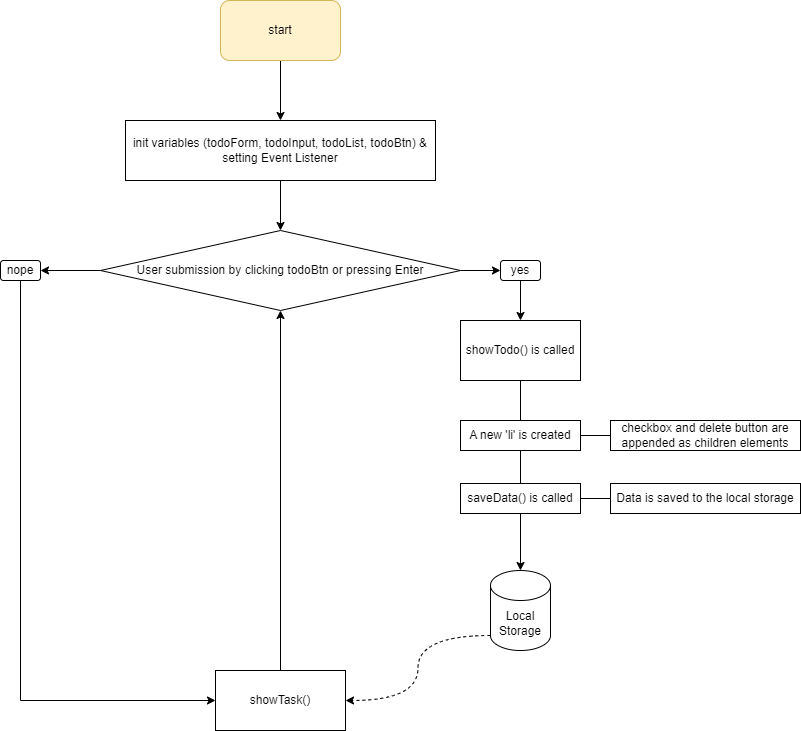 start
init variables (todoForm, todoInput, todoList, todoBtn) &
setting Event Listener
nope
User submission by clicking todoBtn or pressing Enter
yes
showTodo() is called
A new 'li' is created
checkbox and delete button are
appended as children elements
saveData() is called
Data is saved to the local storage
Local
Storage
showTask()